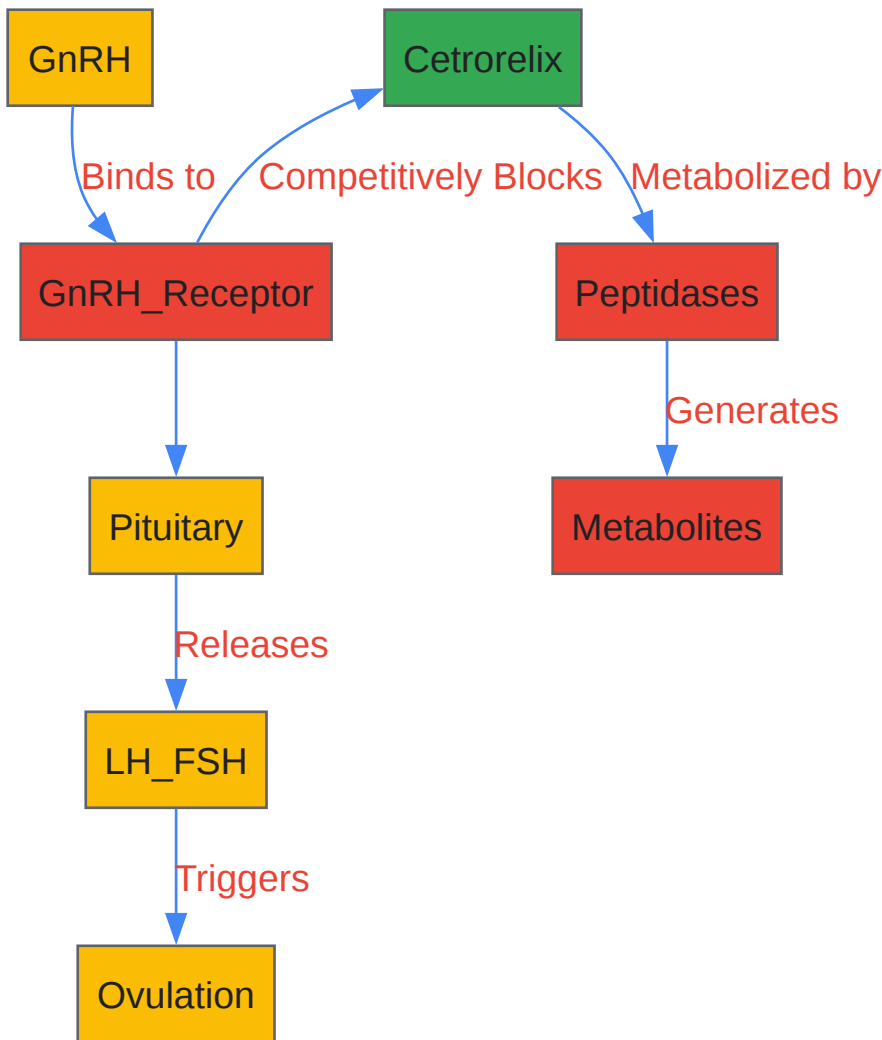 GnRH
Cetrorelix
Binds to
Competitively Blocks
Metabolized by
GnRH_Receptor
Peptidases
Generates
Pituitary
Metabolites
Releases
LH_FSH
Triggers
Ovulation